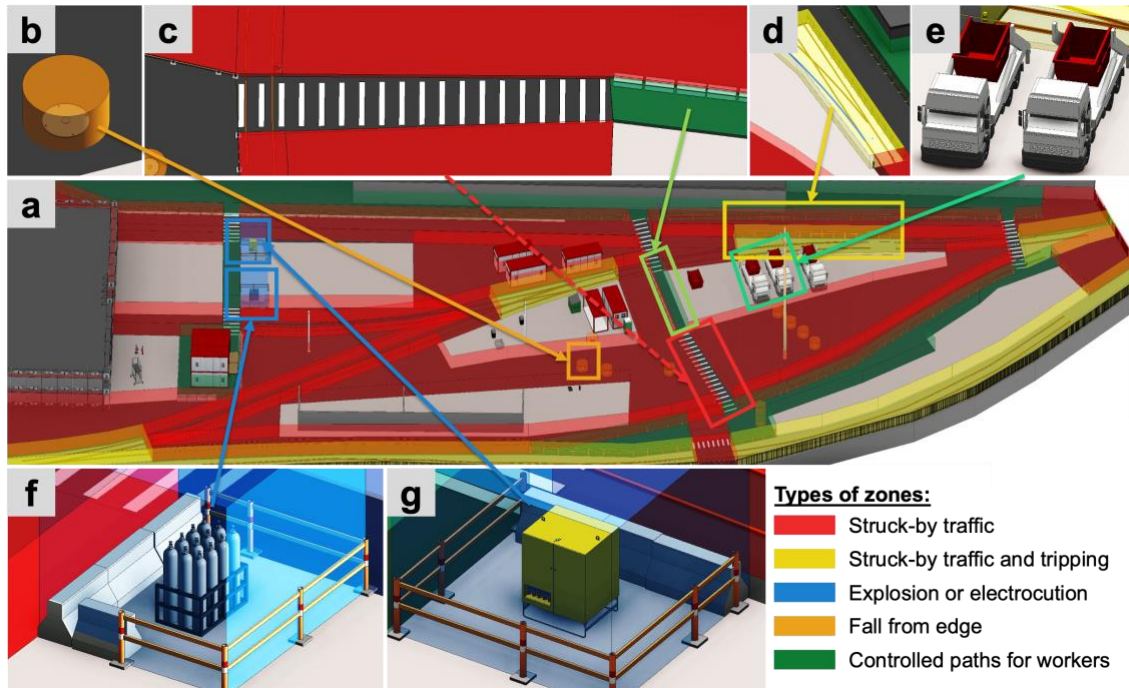 b
c
d
e
a
f
g
Types of zones:
Struck-by traffic
Struck-by traffic and tripping
Explosion or electrocution
Fall from edge
Controlled paths for workers